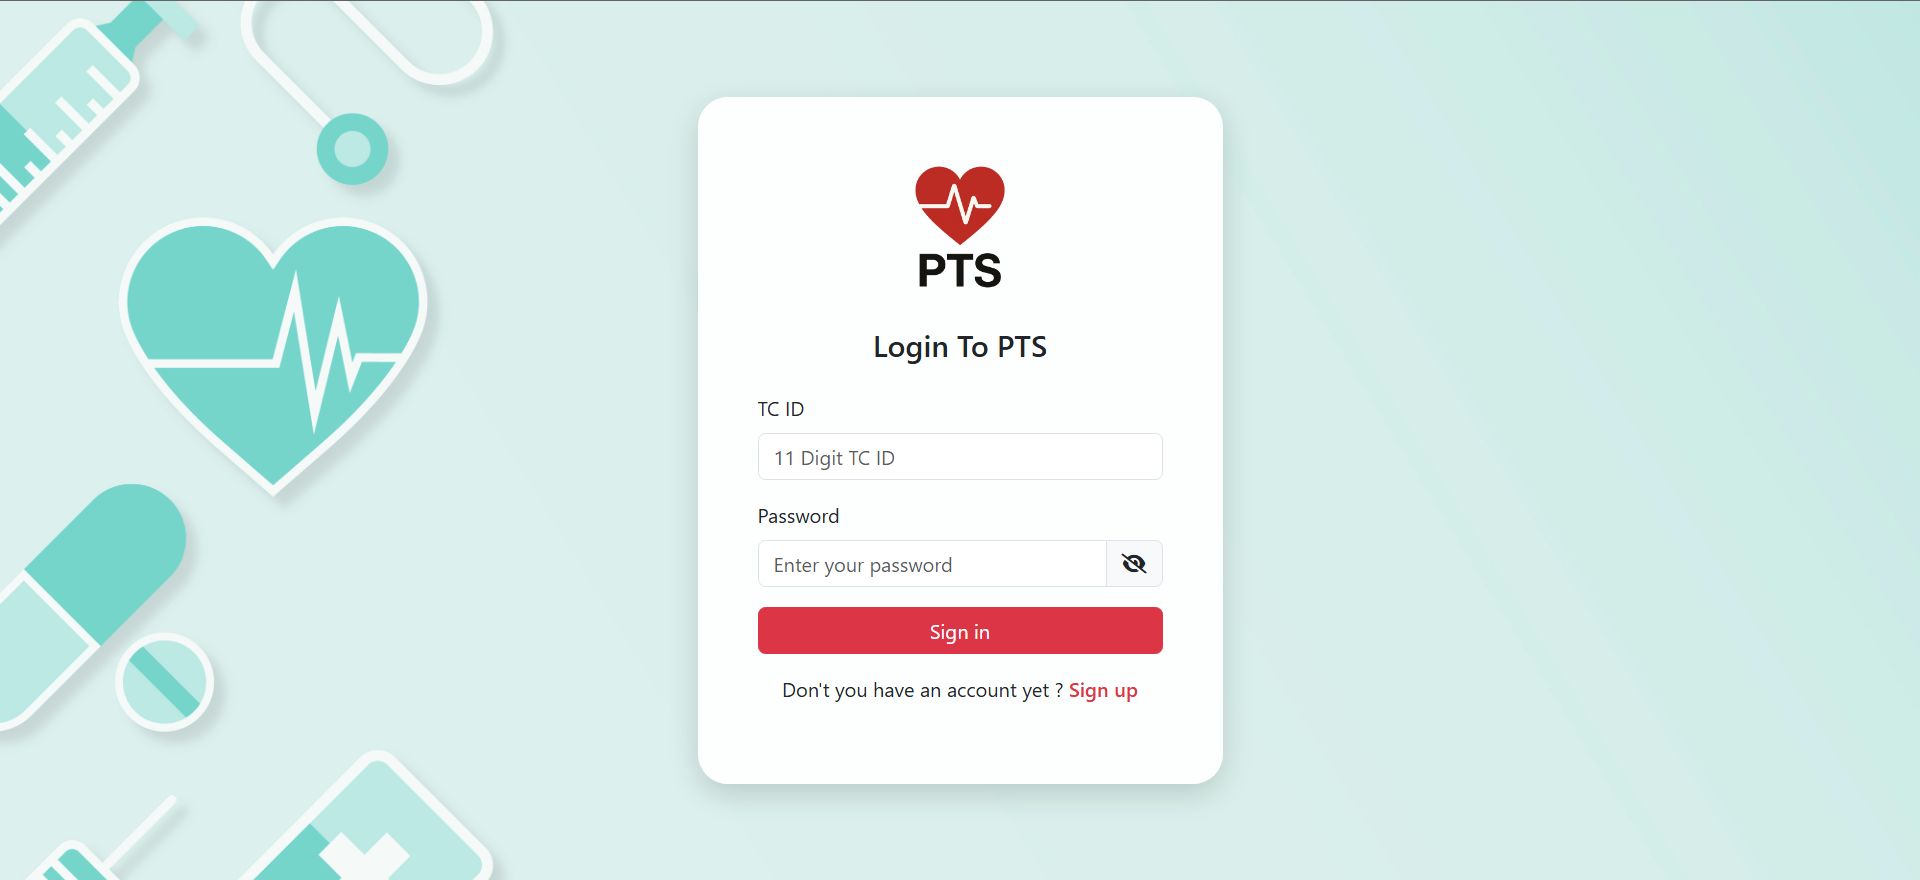 PTS
Login To PTS
TC ID
11 Digit TC ID
Password
Enter your password
Sign in
Don't you have an account yet ? Sign up